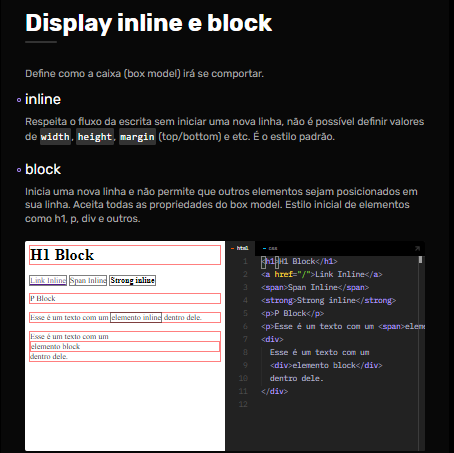 Display inline e block
Define como a caixa (box model) irá se comportar.
inline
Respeita o fluxo da escrita sem iniciar uma nova linha, não é possível definir valores
de width, height, margin (top/bottom) e etc. É o estilo padrão.
block
Inicia uma nova linha e não permite que outros elementos sejam posicionados em
sua linha. Aceita todas as propriedades do box model. Estilo inicial de elementos
como h1, p, div e outros.
H1 Block
Link Inline Span Inline Strong inline
P Block
Esse é um texto com um elemento inline dentro dele.
Esse é um texto com um
elemento block
dentro dele.
html css
1 <h1>H1 Block</h1>
2 <a href="/">Link Inline</a>
3 <span>Span Inline</span>
4 <strong>Strong inline</strong>
5 <p>P Block</p>
6 <p>Esse é um texto com um <span>eleme
7 <div>
8 Esse é um texto com um
9 <div>elemento block</div>
10 dentro dele.
11 </div>
12